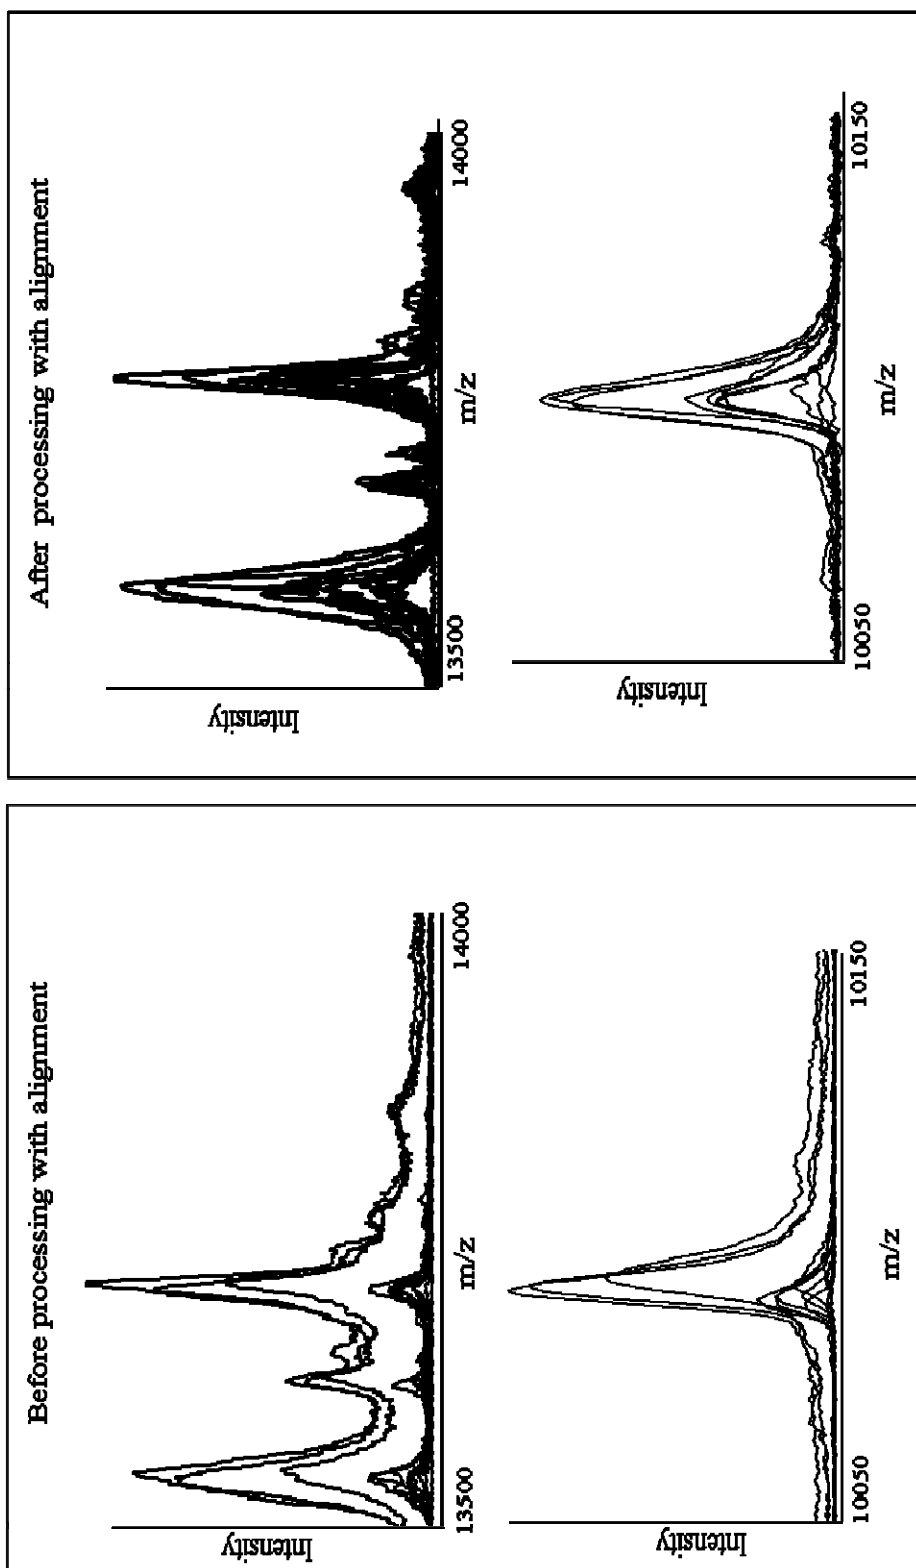 Before processing with alignment
Intensity
13500
m/z
14000
Intensity
10050
m/z
10150
After processing with alignment
Intensity
13500
m/z
14000
Intensity
10050
m/z
10150